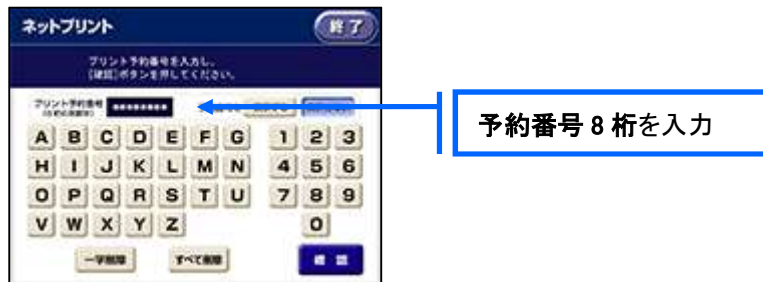 ネットプリント
終了
プリント予約番号を入力し、
[確認]ボタンを押してください。
プリント予約番号
********
予約番号 8 桁を入力
A B C D E F G 1 2 3
H I J K L M N 4 5 6
O P Q R S T U 7 8 9
V W X Y Z 0
一字削除 すべて削除 確認